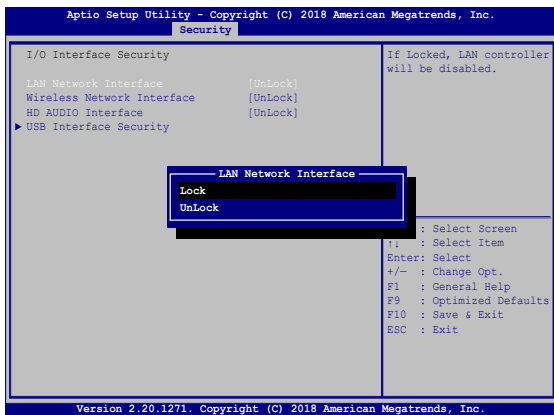 Aptio Setup Utility - Copyright (C) 2018 American Megatrends, Inc.
Security
I/O Interface Security
LAN Network Interface [UnLock]
Wireless Network Interface [UnLock]
HD AUDIO Interface [UnLock]
► USB Interface Security
If Locked, LAN controller
will be disabled.
LAN Network Interface
Lock
UnLock
: Select Screen
↑↓ : Select Item
Enter: Select
+/— : Change Opt.
F1 : General Help
F9 : Optimized Defaults
F10 : Save & Exit
ESC : Exit
Version 2.20.1271. Copyright (C) 2018 American Megatrends, Inc.